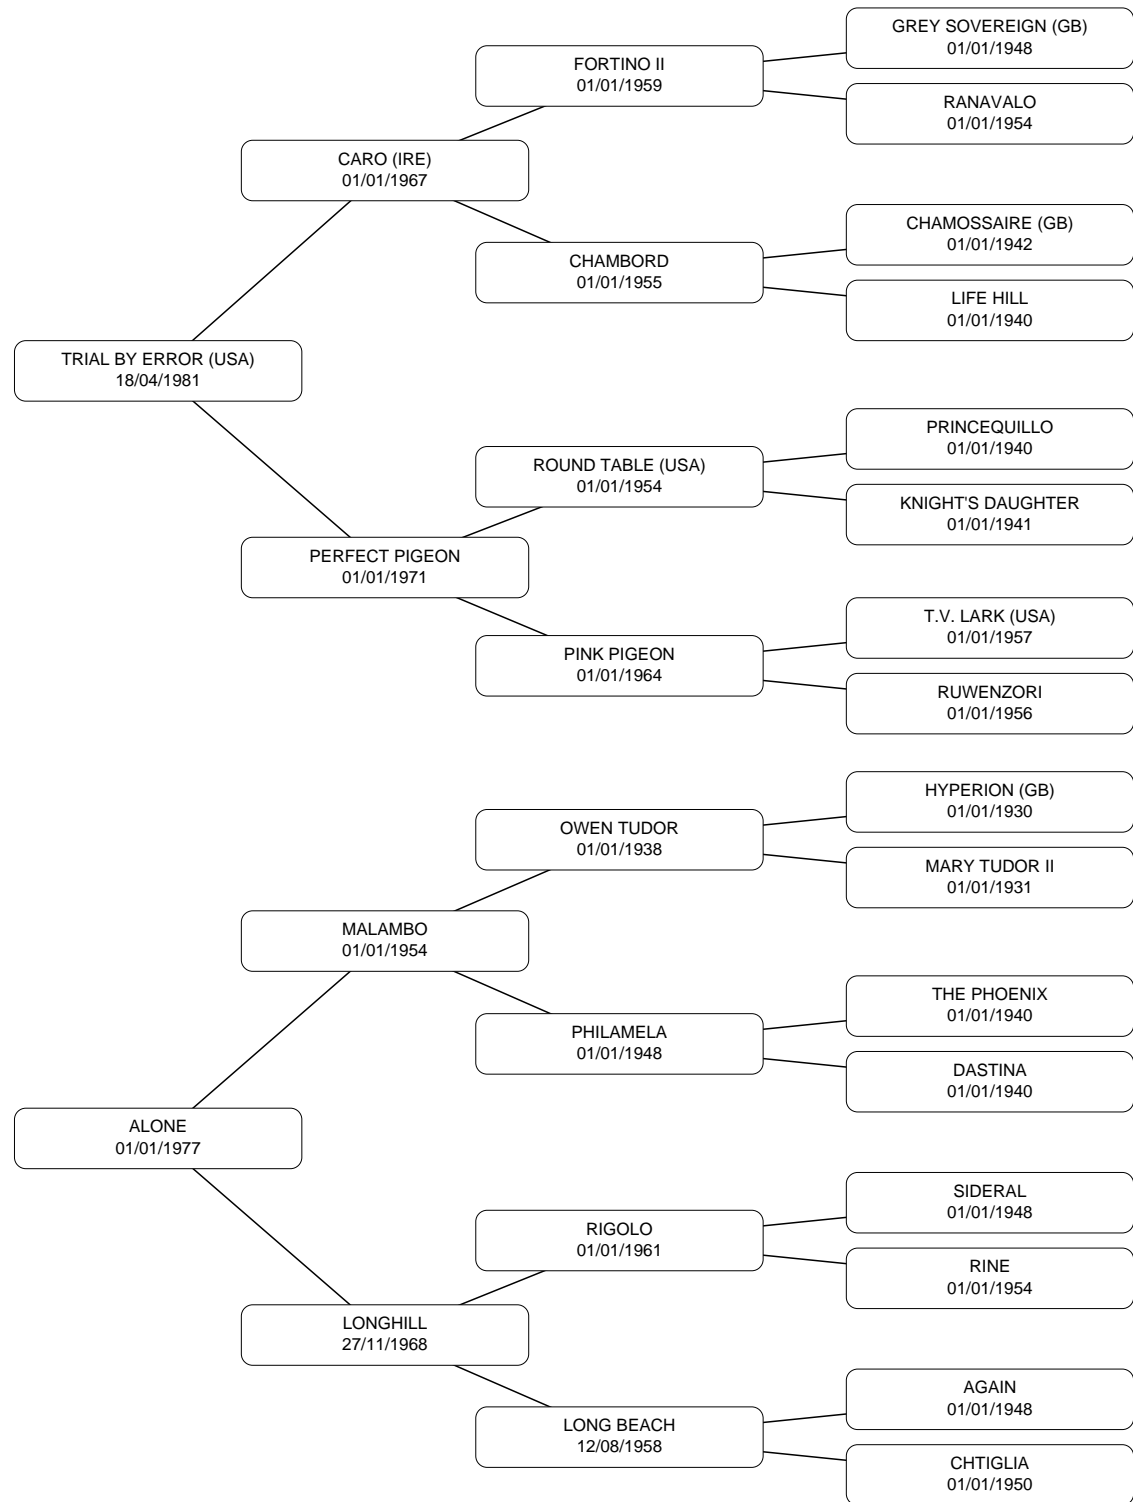 GREY SOVEREIGN (GB)
01/01/1948
FORTINO II
01/01/1959
RANAVALO
01/01/1954
CARO (IRE)
01/01/1967
CHAMOSSAIRE (GB)
01/01/1942
CHAMBORD
01/01/1955
LIFE HILL
01/01/1940
TRIAL BY ERROR (USA)
18/04/1981
PRINCEQUILLO
01/01/1940
ROUND TABLE (USA)
01/01/1954
KNIGHT'S DAUGHTER
01/01/1941
PERFECT PIGEON
01/01/1971
T.V. LARK (USA)
01/01/1957
PINK PIGEON
01/01/1964
RUWENZORI
01/01/1956
HYPERION (GB)
01/01/1930
OWEN TUDOR
01/01/1938
MARY TUDOR II
01/01/1931
MALAMBO
01/01/1954
THE PHOENIX
01/01/1940
PHILAMELA
01/01/1948
DASTINA
01/01/1940
ALONE
01/01/1977
SIDERAL
01/01/1948
RIGOLO
01/01/1961
RINE
01/01/1954
LONGHILL
27/11/1968
AGAIN
01/01/1948
LONG BEACH
12/08/1958
CHTIGLIA
01/01/1950